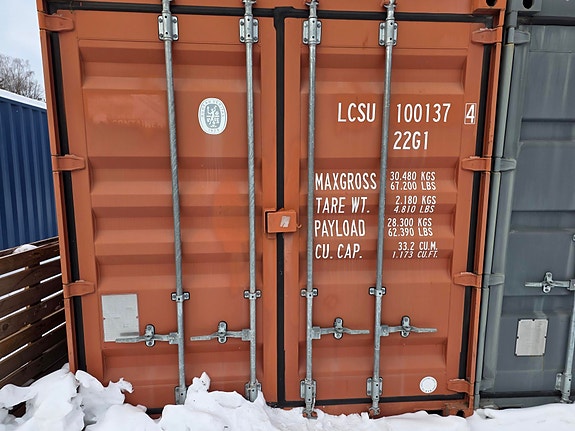 LCSU 100137 4
22G1
MAXGROSS 30.480 KGS
67.200 LBS
TARE WT. 2.180 KGS
4.810 LBS
PAYLOAD 28.300 KGS
62.390 LBS
CU. CAP. 33.2 CU.M.
1.173 CU.FT.